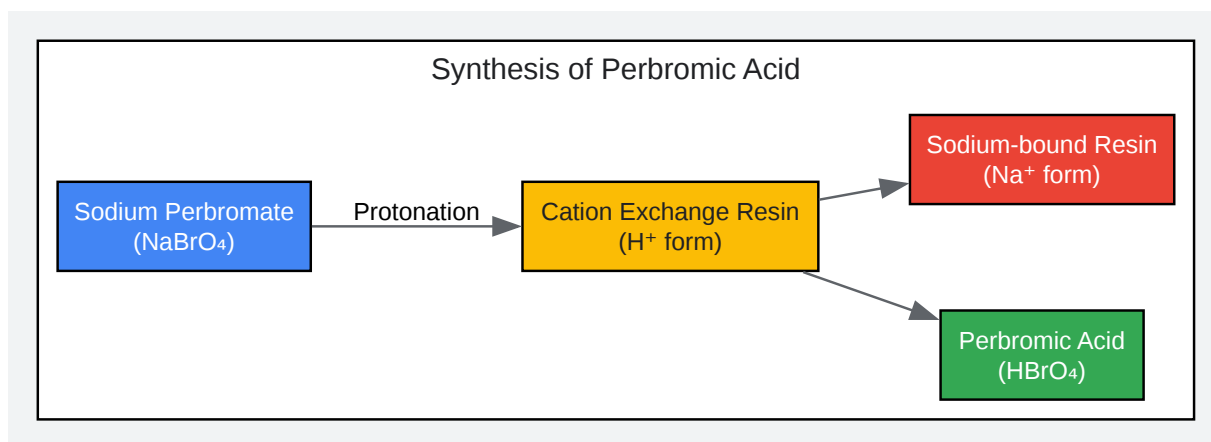 Synthesis of Perbromic Acid
Sodium Perbromate
(NaBrO₄)
Protonation
Cation Exchange Resin
(H⁺ form)
Sodium-bound Resin
(Na⁺ form)
Perbromic Acid
(HBrO₄)